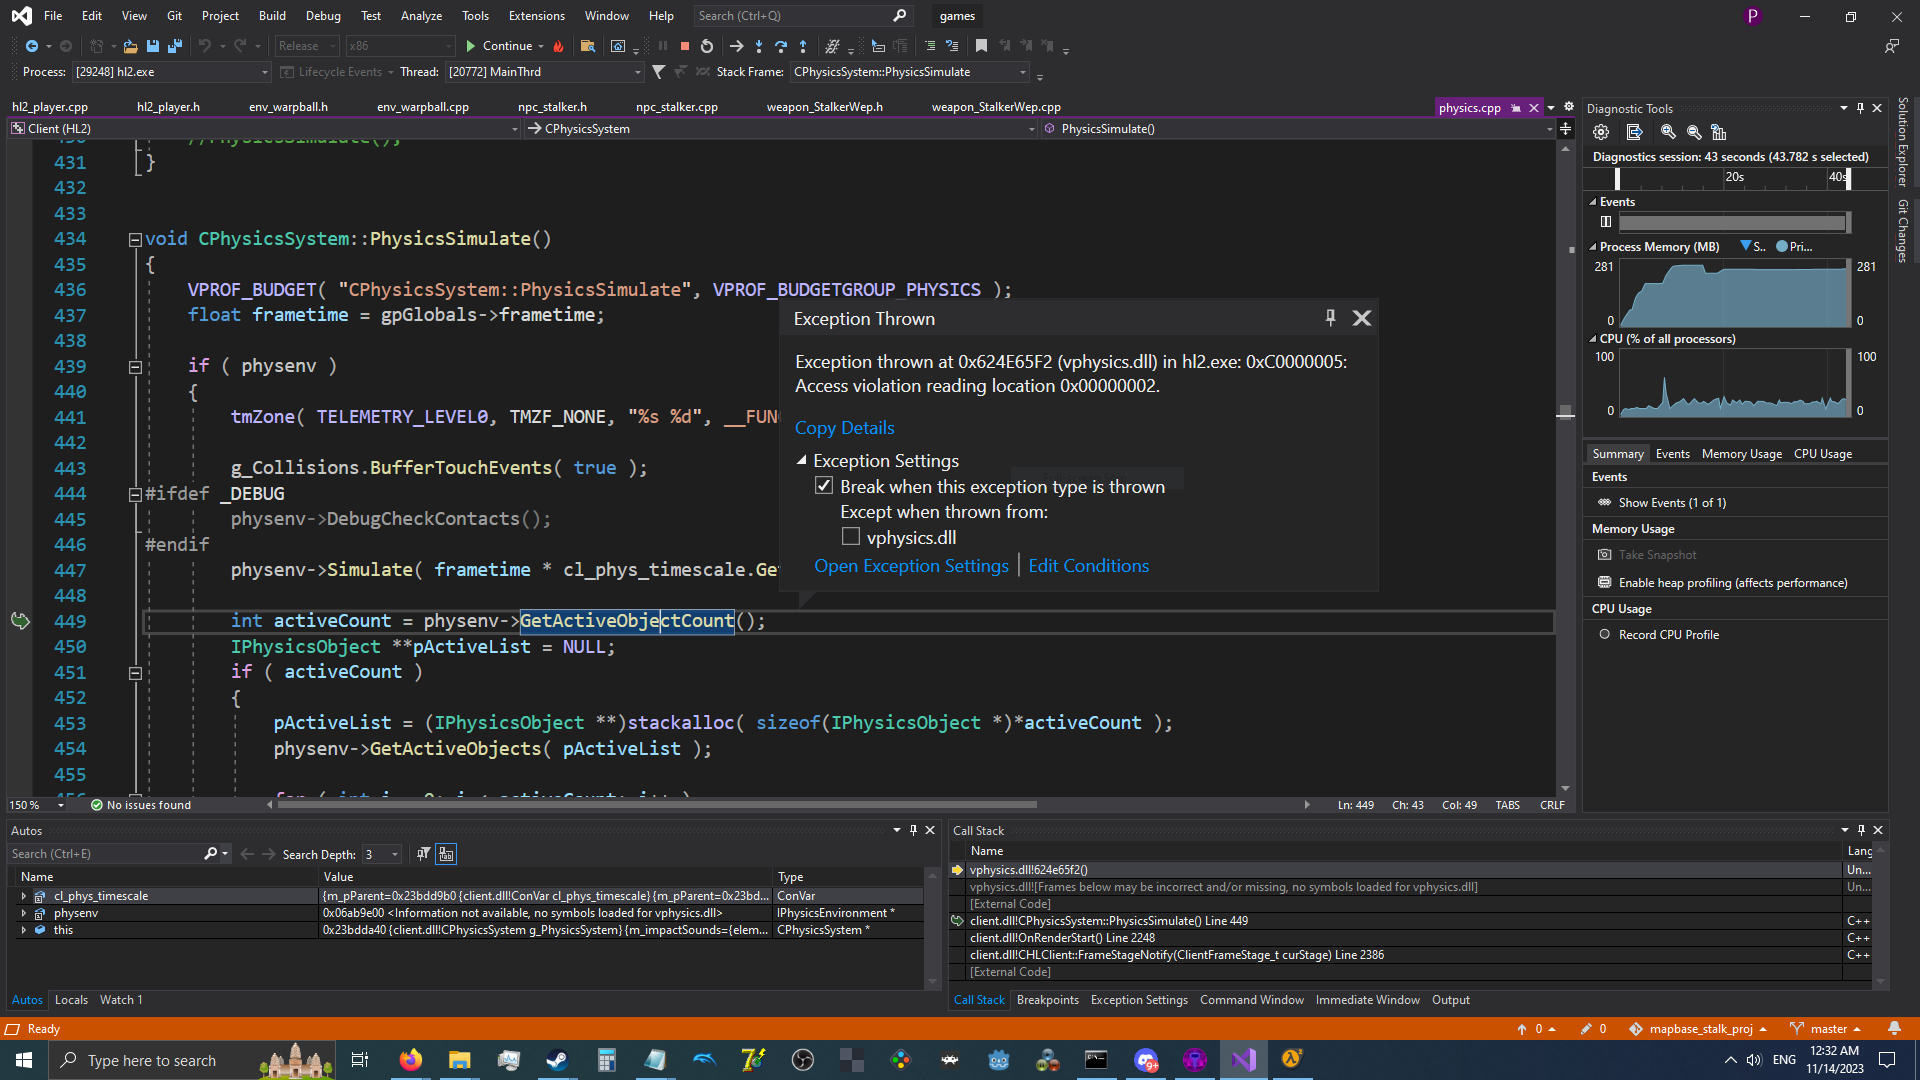 File Edit View Git Project Build Debug Test Analyze Tools Extensions Window Help Search (Ctrl+Q) games P
Release x86 Continue
Process: [29248] hl2.exe Lifecycle Events Thread: [20772] MainThrd Stack Frame: CPhysicsSystem::PhysicsSimulate
hl2_player.cpp hl2_player.h env_warpball.h env_warpball.cpp npc_stalker.h npc_stalker.cpp weapon_StalkerWep.h weapon_StalkerWep.cpp physics.cpp
Client (HL2) CPhysicsSystem PhysicsSimulate()
430 //PhysicsSimulate();
431 }
432
433
434 void CPhysicsSystem::PhysicsSimulate()
435 {
436 VPROF_BUDGET( "CPhysicsSystem::PhysicsSimulate", VPROF_BUDGETGROUP_PHYSICS );
437 float frametime = gpGlobals->frametime;
438
439 if ( physenv )
440 {
441 tmZone( TELEMETRY_LEVEL0, TMZF_NONE, "%s %d", __FUN
442
443 g_Collisions.BufferTouchEvents( true );
444 #ifdef _DEBUG
445 physenv->DebugCheckContacts();
446 #endif
447 physenv->Simulate( frametime * cl_phys_timescale.Ge
448
449 int activeCount = physenv->GetActiveObjectCount();
450 IPhysicsObject **pActiveList = NULL;
451 if ( activeCount )
452 {
453 pActiveList = (IPhysicsObject **)stackalloc( sizeof(IPhysicsObject *)*activeCount );
454 physenv->GetActiveObjects( pActiveList );
455
456 for ( int i = 0; i < activeCount; i++ )
Exception Thrown
Exception thrown at 0x624E65F2 (vphysics.dll) in hl2.exe: 0xC0000005:
Access violation reading location 0x00000002.
Copy Details
Exception Settings
Break when this exception type is thrown
Except when thrown from:
vphysics.dll
Open Exception Settings Edit Conditions
150 % No issues found Ln: 449 Ch: 43 Col: 49 TABS CRLF
Diagnostic Tools
Diagnostics session: 43 seconds (43.782 s selected)
20s 40s
Events
Process Memory (MB) S.. Pri...
281 281
0 0
CPU (% of all processors)
100 100
0 0
Summary Events Memory Usage CPU Usage
Events
Show Events (1 of 1)
Memory Usage
Take Snapshot
Enable heap profiling (affects performance)
CPU Usage
Record CPU Profile
Solution Explorer
Git Changes
Autos
Search (Ctrl+E) Search Depth: 3
Name Value Type
cl_phys_timescale {m_pParent=0x23bdd9b0 {client.dll!ConVar cl_phys_timescale} {m_pParent=0x23bd... ConVar
physenv 0x06ab9e00 <Information not available, no symbols loaded for vphysics.dll> IPhysicsEnvironment *
this 0x23bdda40 {client.dll!CPhysicsSystem g_PhysicsSystem} {m_impactSounds={elem... CPhysicsSystem *
Autos Locals Watch 1
Call Stack
Name Lang
vphysics.dll!624e65f2() Un...
vphysics.dll![Frames below may be incorrect and/or missing, no symbols loaded for vphysics.dll] Un...
[External Code]
client.dll!CPhysicsSystem::PhysicsSimulate() Line 449 C++
client.dll!OnRenderStart() Line 2248 C++
client.dll!CHLClient::FrameStageNotify(ClientFrameStage_t curStage) Line 2386 C++
[External Code]
Call Stack Breakpoints Exception Settings Command Window Immediate Window Output
Ready 0 0 mapbase_stalk_proj master
Type here to search 9+ ENG 12:32 AM
11/14/2023